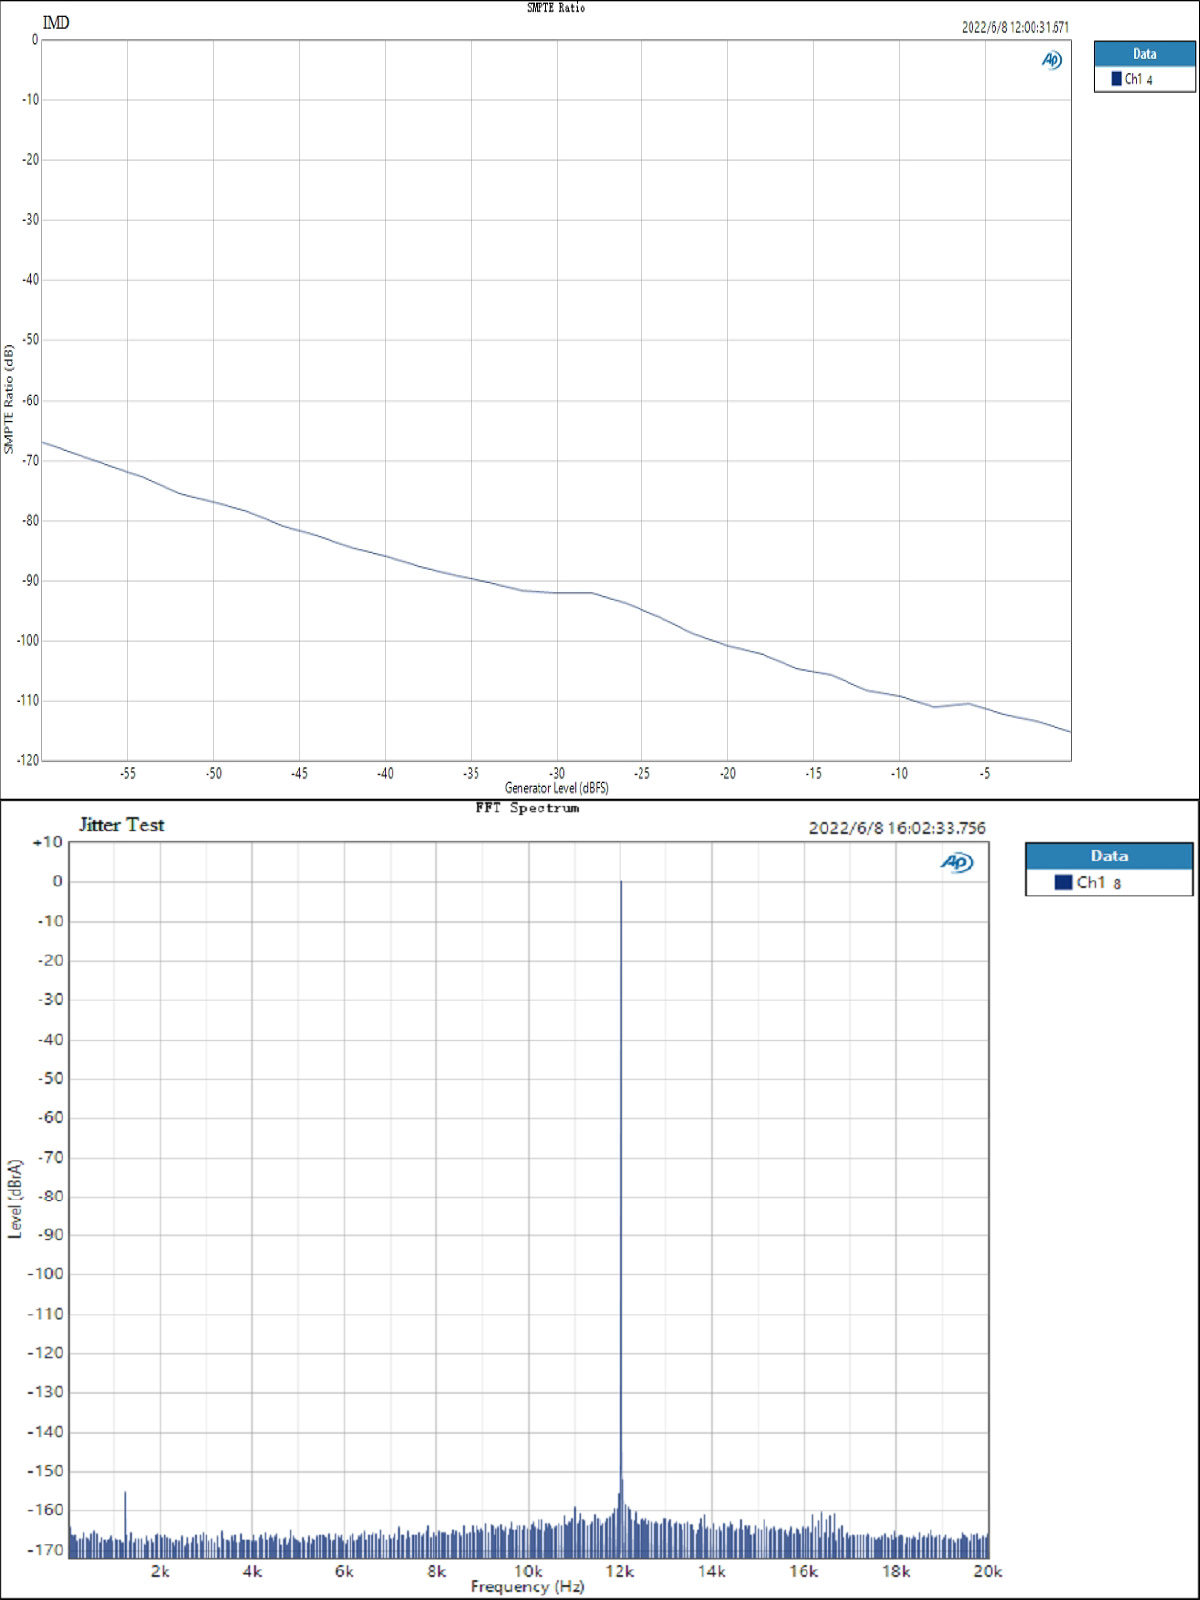 SMPTE Ratio
IMD
2022/6/8 12:00:31.571
Data
Ch1 4
AP
0
-10
-20
-30
-40
-50
-60
-70
-80
-90
-100
-110
-120
SMPTE Ratio (dB)
-55 -50 -45 -40 -35 -30 -25 -20 -15 -10 -5
Generator Level (dBFS)
FFT Spectrum
Jitter Test
2022/6/8 16:02:33.756
Data
Ch1 8
AP
+10
0
-10
-20
-30
-40
-50
-60
-70
-80
-90
-100
-110
-120
-130
-140
-150
-160
-170
Level (dBrA)
2k 4k 6k 8k 10k 12k 14k 16k 18k 20k
Frequency (Hz)